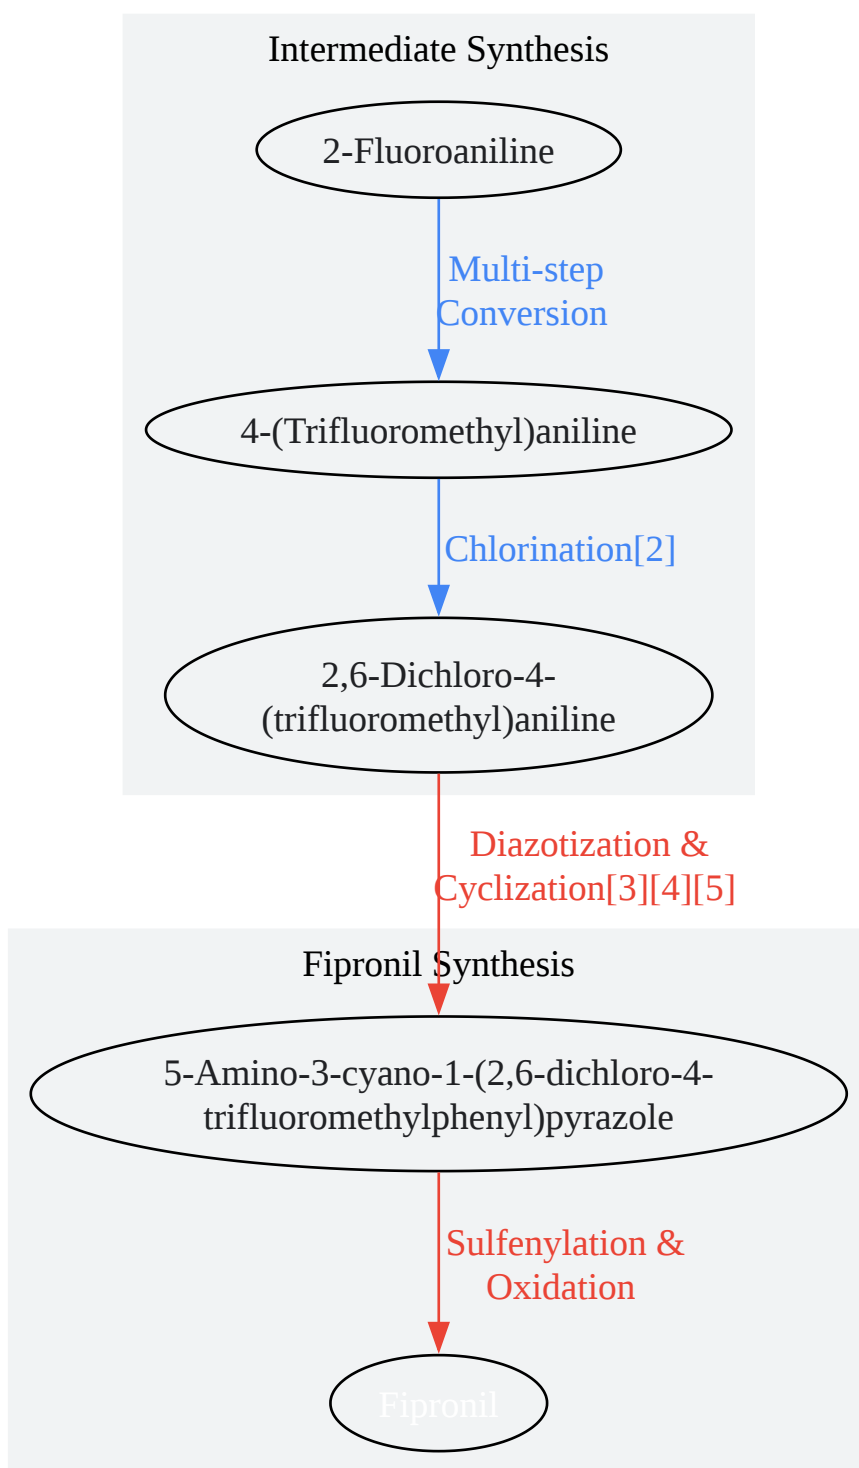 Intermediate Synthesis
2-Fluoroaniline
Multi-step
Conversion
4-(Trifluoromethyl)aniline
Chlorination[2]
2,6-Dichloro-4-
(trifluoromethyl)aniline
Diazotization &
Cyclization[3][4][5]
Fipronil Synthesis
5-Amino-3-cyano-1-(2,6-dichloro-4-
trifluoromethylphenyl)pyrazole
Sulfenylation &
Oxidation
Fipronil